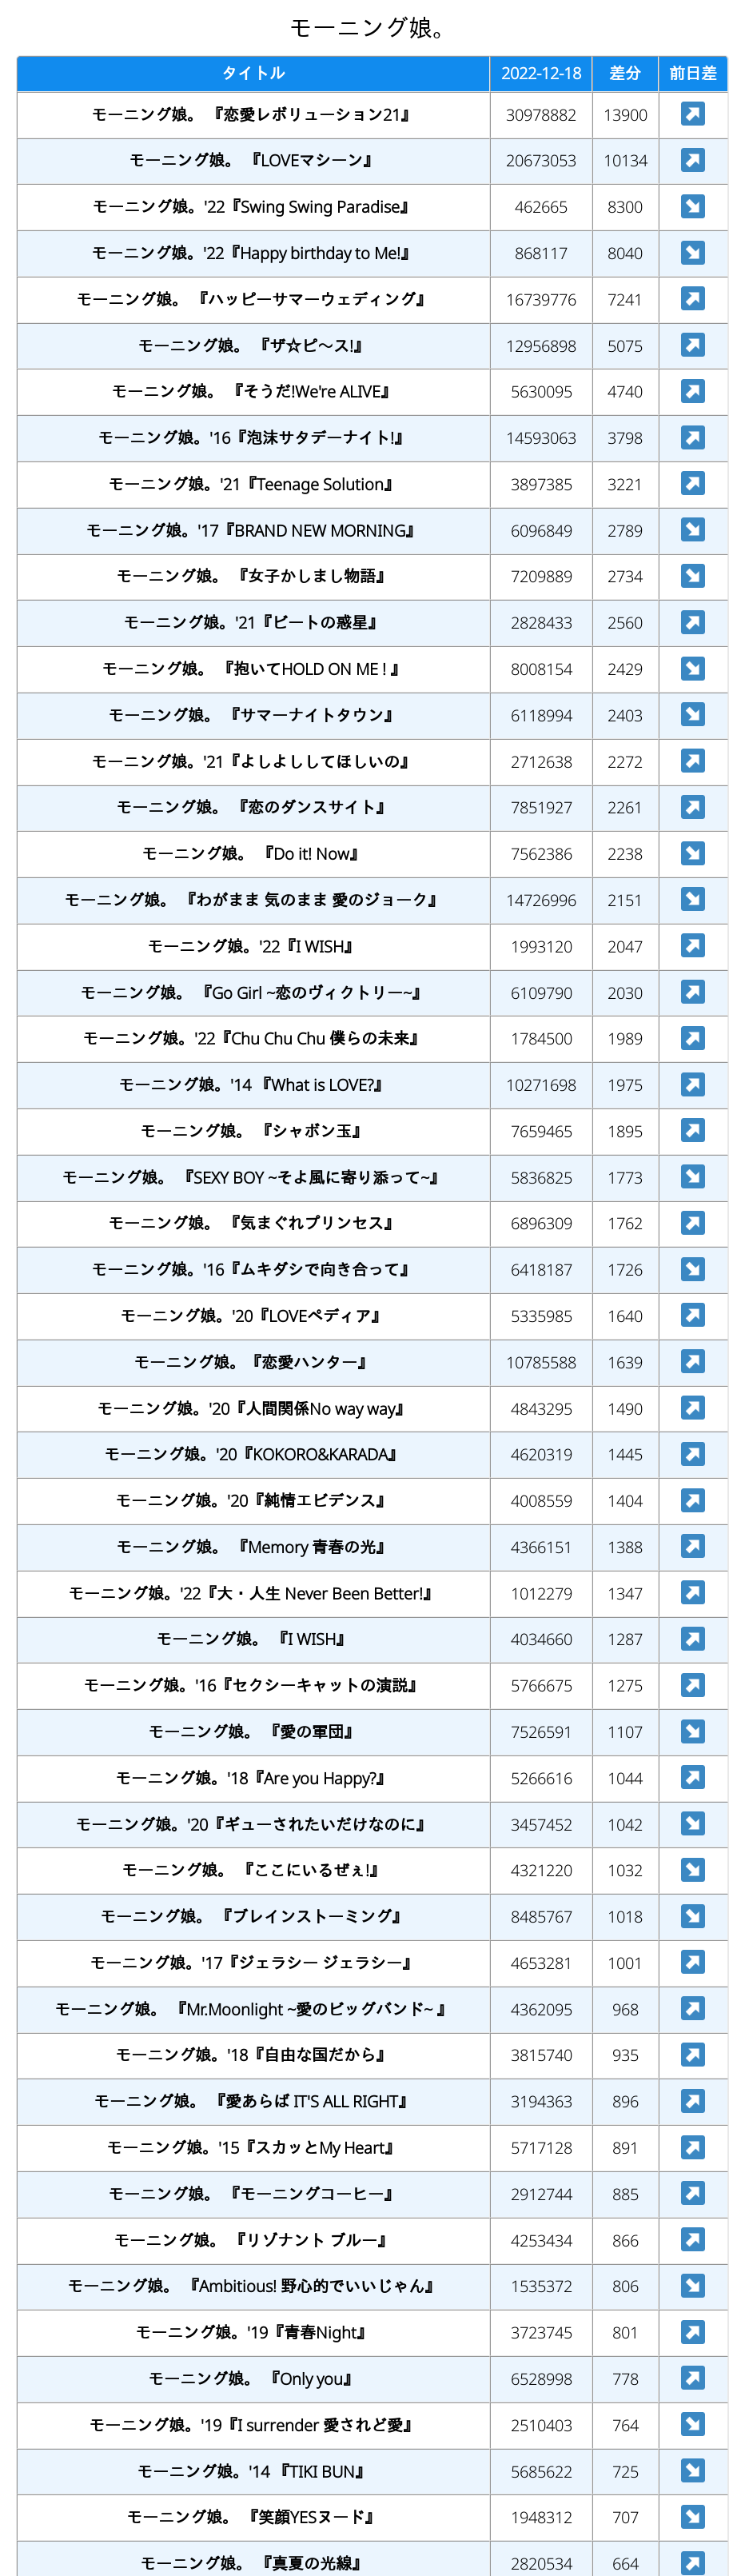 モーニング娘。
タイトル 2022-12-18 差分 前日差
モーニング娘。 『恋愛レボリューション21』 30978882 13900 ↗
モーニング娘。 『LOVEマシーン』 20673053 10134 ↗
モーニング娘。'22『Swing Swing Paradise』 462665 8300 ↘
モーニング娘。'22『Happy birthday to Me!』 868117 8040 ↘
モーニング娘。 『ハッピーサマーウェディング』 16739776 7241 ↗
モーニング娘。 『ザ☆ピ〜ス!』 12956898 5075 ↗
モーニング娘。 『そうだ!We're ALIVE』 5630095 4740 ↗
モーニング娘。'16『泡沫サタデーナイト!』 14593063 3798 ↗
モーニング娘。'21『Teenage Solution』 3897385 3221 ↗
モーニング娘。'17『BRAND NEW MORNING』 6096849 2789 ↘
モーニング娘。 『女子かしまし物語』 7209889 2734 ↘
モーニング娘。'21『ビートの惑星』 2828433 2560 ↗
モーニング娘。 『抱いてHOLD ON ME ! 』 8008154 2429 ↘
モーニング娘。 『サマーナイトタウン』 6118994 2403 ↘
モーニング娘。'21『よしよししてほしいの』 2712638 2272 ↗
モーニング娘。 『恋のダンスサイト』 7851927 2261 ↗
モーニング娘。 『Do it! Now』 7562386 2238 ↘
モーニング娘。 『わがまま 気のまま 愛のジョーク』 14726996 2151 ↘
モーニング娘。'22『I WISH』 1993120 2047 ↗
モーニング娘。 『Go Girl ~恋のヴィクトリー~』 6109790 2030 ↗
モーニング娘。'22『Chu Chu Chu 僕らの未来』 1784500 1989 ↗
モーニング娘。'14 『What is LOVE?』 10271698 1975 ↗
モーニング娘。 『シャボン玉』 7659465 1895 ↗
モーニング娘。 『SEXY BOY ~そよ風に寄り添って~』 5836825 1773 ↘
モーニング娘。 『気まぐれプリンセス』 6896309 1762 ↗
モーニング娘。'16『ムキダシで向き合って』 6418187 1726 ↘
モーニング娘。'20『LOVEペディア』 5335985 1640 ↗
モーニング娘。『恋愛ハンター』 10785588 1639 ↗
モーニング娘。'20『人間関係No way way』 4843295 1490 ↗
モーニング娘。'20『KOKORO&KARADA』 4620319 1445 ↗
モーニング娘。'20『純情エビデンス』 4008559 1404 ↗
モーニング娘。 『Memory 青春の光』 4366151 1388 ↗
モーニング娘。'22『大・人生 Never Been Better!』 1012279 1347 ↗
モーニング娘。 『I WISH』 4034660 1287 ↗
モーニング娘。'16『セクシーキャットの演説』 5766675 1275 ↗
モーニング娘。 『愛の軍団』 7526591 1107 ↘
モーニング娘。'18『Are you Happy?』 5266616 1044 ↗
モーニング娘。'20『ギューされたいだけなのに』 3457452 1042 ↘
モーニング娘。 『ここにいるぜぇ!』 4321220 1032 ↘
モーニング娘。 『ブレインストーミング』 8485767 1018 ↘
モーニング娘。'17『ジェラシー ジェラシー』 4653281 1001 ↗
モーニング娘。 『Mr.Moonlight ~愛のビッグバンド~ 』 4362095 968 ↗
モーニング娘。'18『自由な国だから』 3815740 935 ↗
モーニング娘。 『愛あらば IT'S ALL RIGHT』 3194363 896 ↗
モーニング娘。'15『スカッとMy Heart』 5717128 891 ↗
モーニング娘。 『モーニングコーヒー』 2912744 885 ↗
モーニング娘。 『リゾナント ブルー』 4253434 866 ↗
モーニング娘。 『Ambitious! 野心的でいいじゃん』 1535372 806 ↘
モーニング娘。'19『青春Night』 3723745 801 ↗
モーニング娘。 『Only you』 6528998 778 ↗
モーニング娘。'19『I surrender 愛されど愛』 2510403 764 ↘
モーニング娘。'14 『TIKI BUN』 5685622 725 ↘
モーニング娘。 『笑顔YESヌード』 1948312 707 ↘
モーニング娘。 『真夏の光線』 2820534 664 ↗